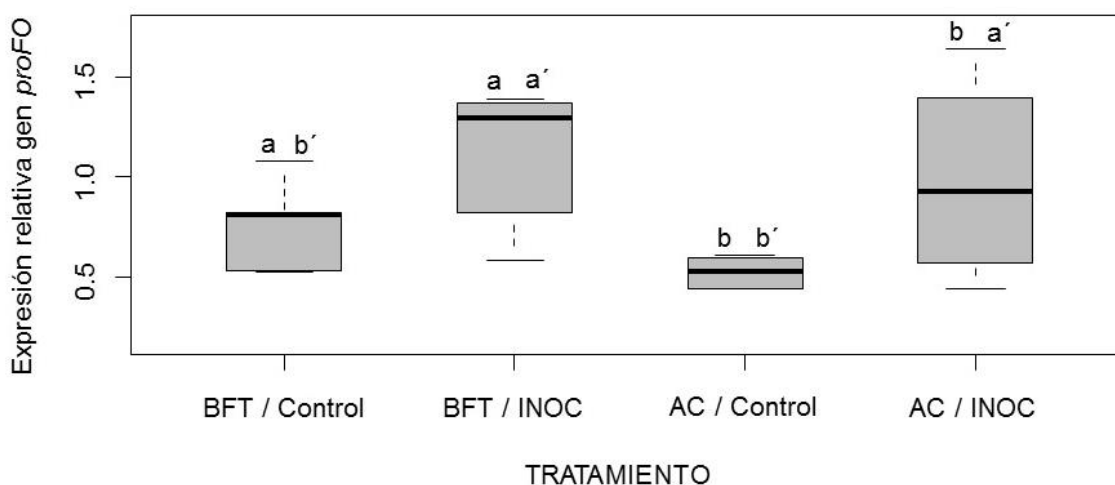 Expresión relativa gen proFO
1.5
1.0
0.5
a b´
a a´
b b´
b a´
BFT / Control
BFT / INOC
AC / Control
AC / INOC
TRATAMIENTO